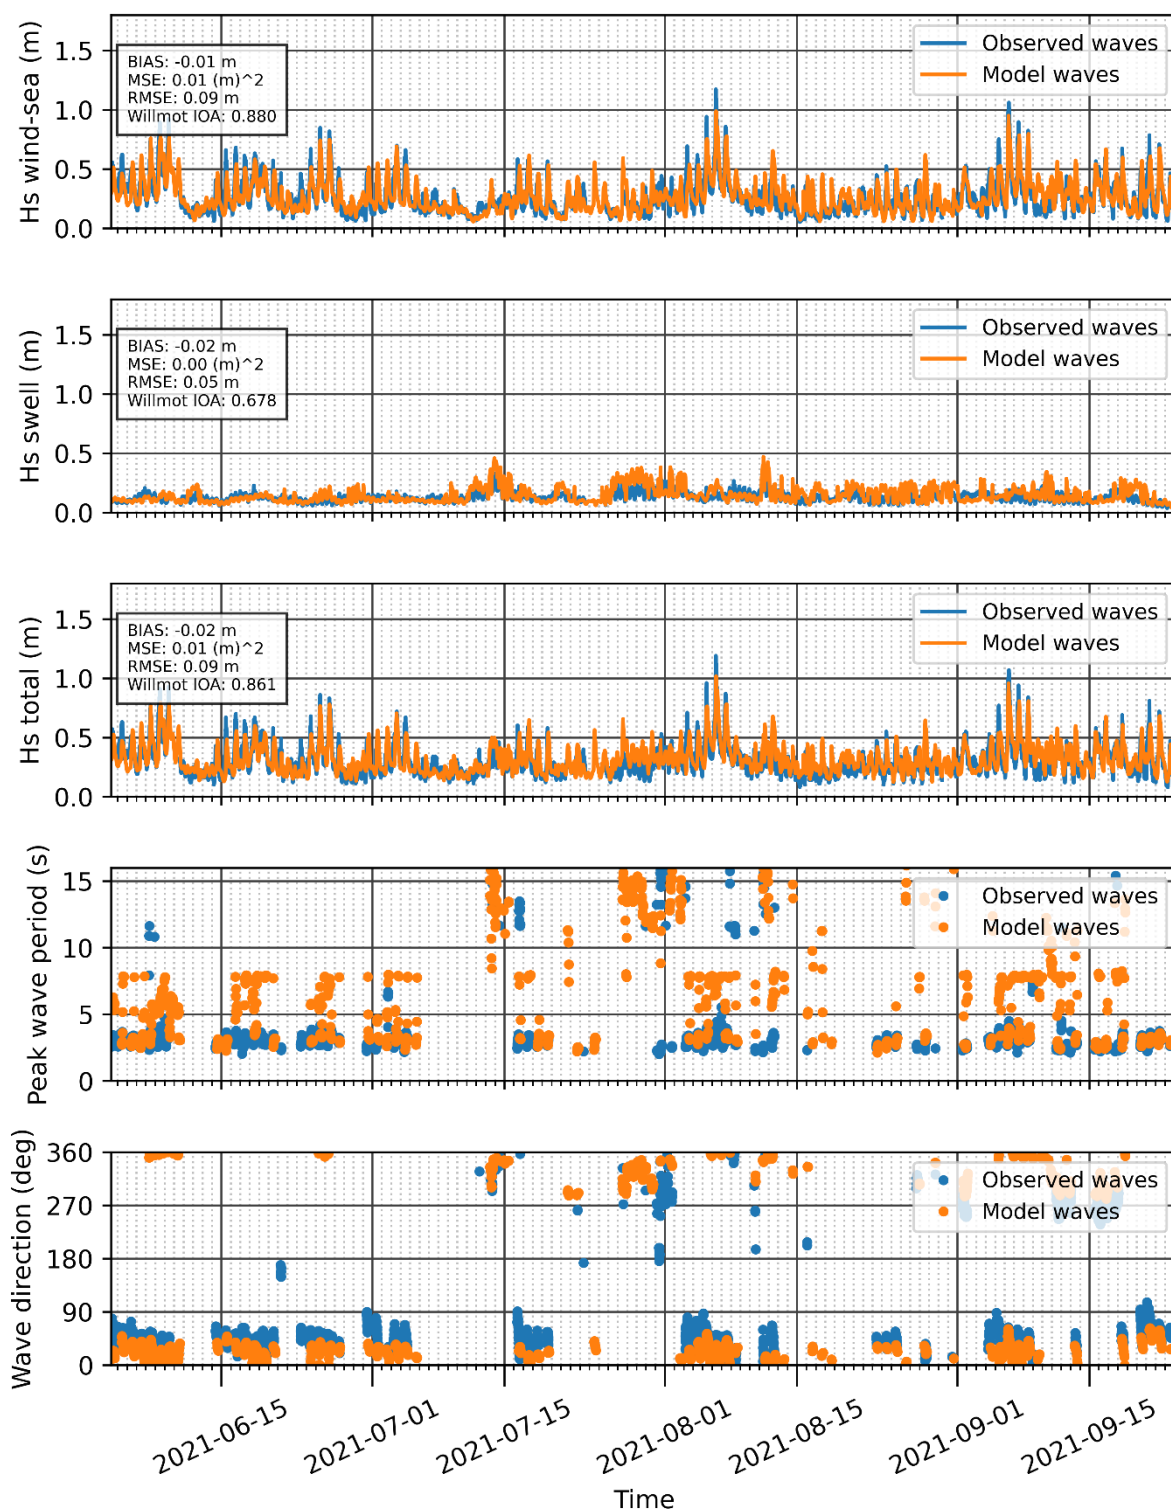 Hs wind-sea (m)
1.5
1.0
0.5
0.0
BIAS: -0.01 m
MSE: 0.01 (m)^2
RMSE: 0.09 m
Willmot IOA: 0.880
Observed waves
Model waves
Hs swell (m)
1.5
1.0
0.5
0.0
BIAS: -0.02 m
MSE: 0.00 (m)^2
RMSE: 0.05 m
Willmot IOA: 0.678
Observed waves
Model waves
Hs total (m)
1.5
1.0
0.5
0.0
BIAS: -0.02 m
MSE: 0.01 (m)^2
RMSE: 0.09 m
Willmot IOA: 0.861
Observed waves
Model waves
Peak wave period (s)
15
10
5
0
Observed waves
Model waves
Wave direction (deg)
360
270
180
90
0
Observed waves
Model waves
2021-06-15
2021-07-01
2021-07-15
2021-08-01
2021-08-15
2021-09-01
2021-09-15
Time